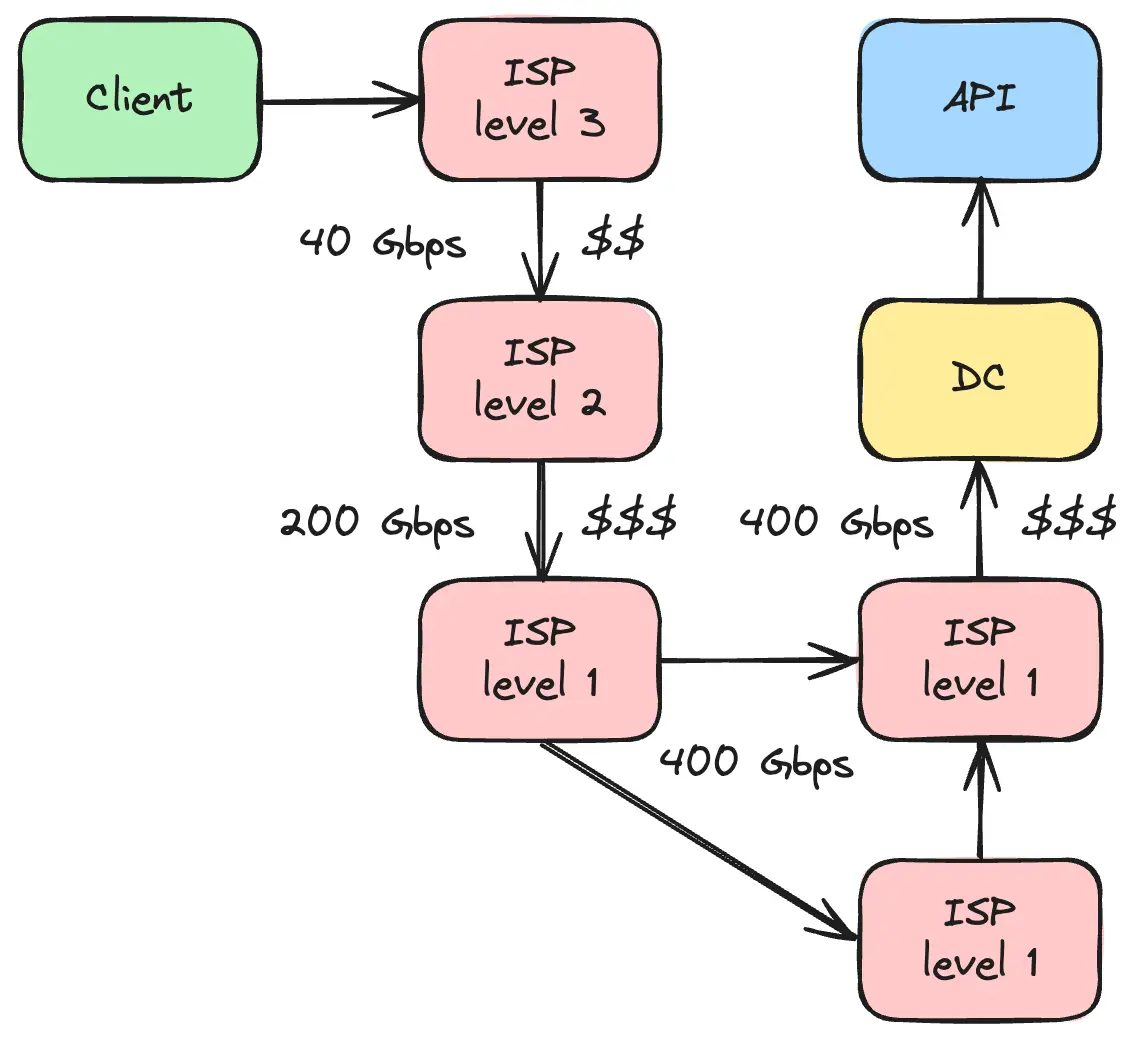 Client
ISP
level 3
API
40 Gbps
$$
ISP
level 2
DC
200 Gbps
$$$
400 Gbps
$$$
ISP
level 1
ISP
level 1
400 Gbps
ISP
level 1